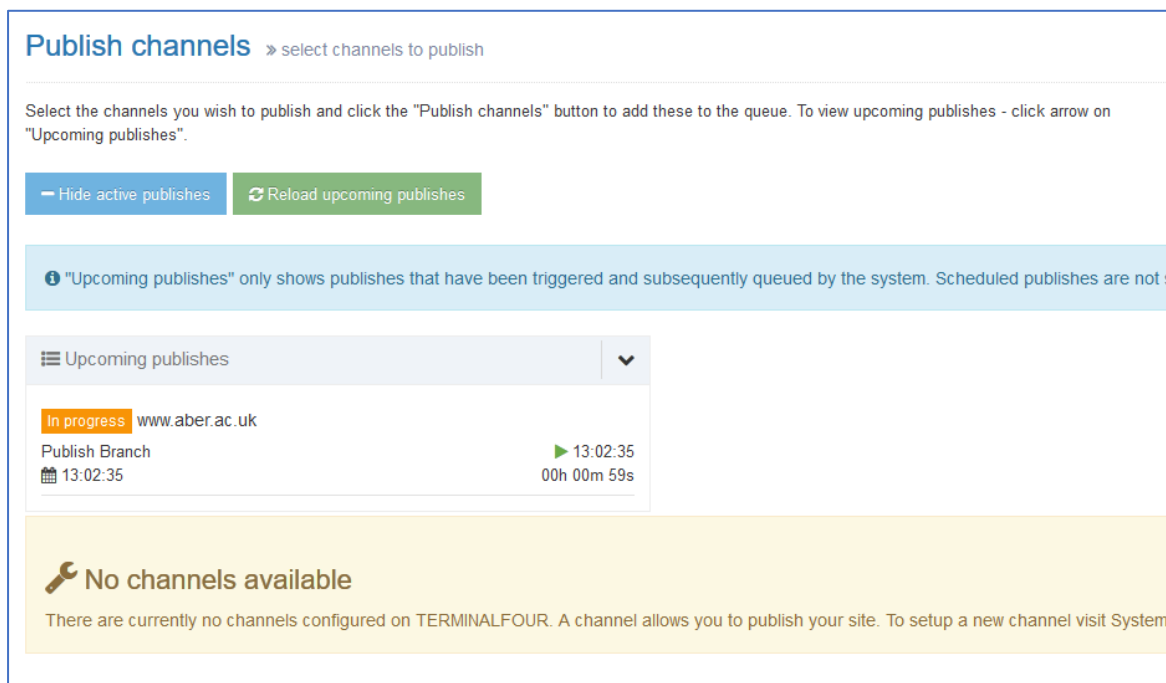 Publish channels » select channels to publish
Select the channels you wish to publish and click the "Publish channels" button to add these to the queue. To view upcoming publishes - click arrow on
"Upcoming publishes".
Hide active publishes Reload upcoming publishes
"Upcoming publishes" only shows publishes that have been triggered and subsequently queued by the system. Scheduled publishes are not
Upcoming publishes
In progress www.aber.ac.uk
Publish Branch 13:02:35
13:02:35 00h 00m 59s
No channels available
There are currently no channels configured on TERMINALFOUR. A channel allows you to publish your site. To setup a new channel visit System